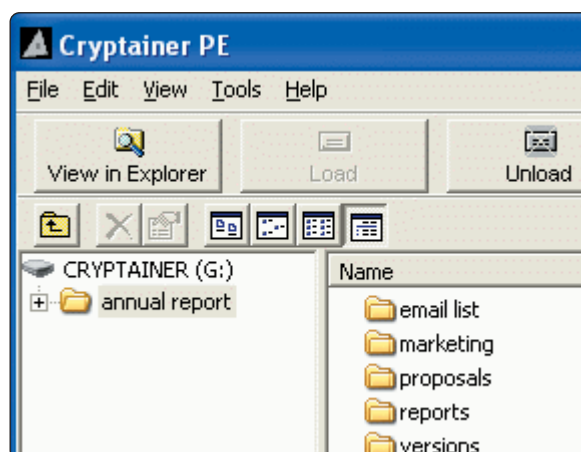 Cryptainer PE
File Edit View Tools Help
View in Explorer Load Unload
CRYPTAINER (G:) Name
annual report email list
marketing
proposals
reports
versions